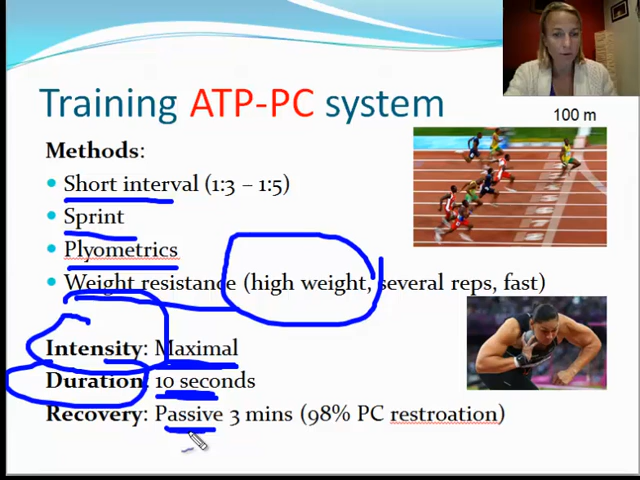 Training ATP-PC system
100 m
Methods:
Short interval (1:3 – 1:5)
Sprint
Plyometrics
Weight resistance (high weight, several reps, fast)
Intensity: Maximal
Duration: 10 seconds
Recovery: Passive 3 mins (98% PC restroation)